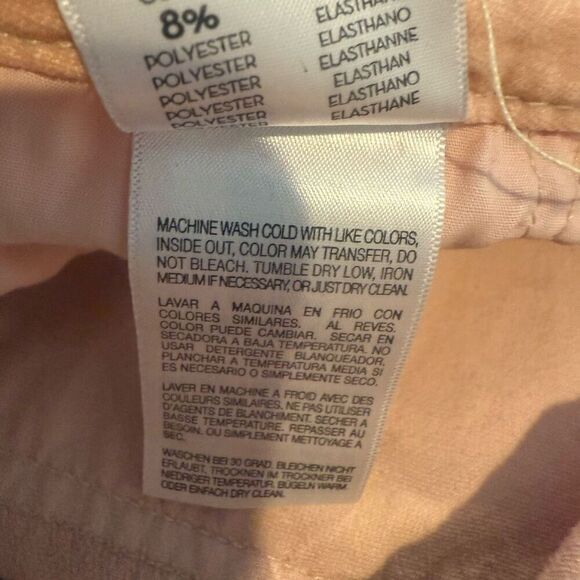 8%
POLYESTER
POLYESTER
POLYESTER
POLYESTER
POLYESTER
ELASTHAN
ELASTHANO
ELASTHANNE
ELASTHAN
ELASTHANO
ELASTHANE
MACHINE WASH COLD WITH LIKE COLORS,
INSIDE OUT, COLOR MAY TRANSFER, DO
NOT BLEACH. TUMBLE DRY LOW, IRON
MEDIUM IF NECESSARY, OR JUST DRY CLEAN.
LAVAR A MAQUINA EN FRIO CON
COLORES SIMILARES. AL REVES.
COLOR PUEDE CAMBIAR. SECAR EN
SECADORA A BAJA TEMPERATURA. NO
USAR DETERGENTE BLANQUEADOR,
PLANCHAR A TEMPERATURA MEDIA SI
ES NECESARIO O SIMPLEMENTE SECO.
LAVER EN MACHINE A FROID AVEC DES
COULEURS SIMILAIRES. NE PAS UTILISER
D'AGENTS DE BLANCHIMENT. SECHER A
BASSE TEMPERATURE. REPASSER AU
BESOIN. OU SIMPLEMENT METTOYAGE A
SEC.
WASCHEN BEI 30 GRAD. BLEICHEN NICHT
ERLAUBT, TROCKNEN IM TROCKNER BEI
NIEDRIGER TEMPERATUR. BÜGELN WARM
ODER EINFACH DRY CLEAN.